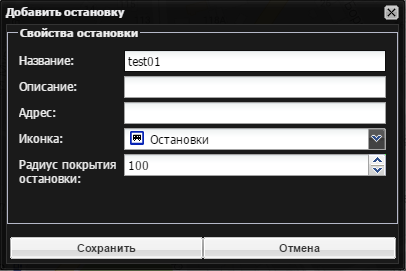 Добавить остановку
Свойства остановки
Название: test01
Описание:
Адрес:
Иконка: Остановки
Радиус покрытия 100
остановки:
Сохранить Отмена